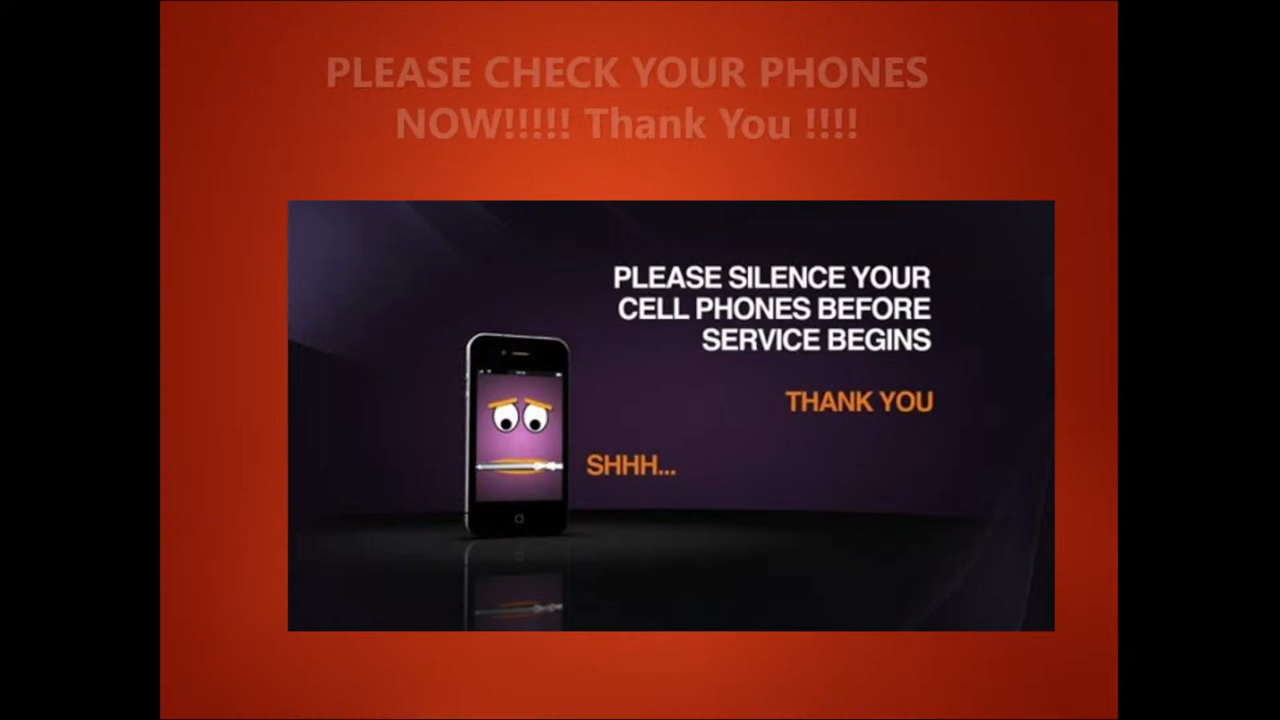 PLEASE CHECK YOUR PHONES
NOW!!!!! Thank You !!!!
PLEASE SILENCE YOUR
CELL PHONES BEFORE
SERVICE BEGINS
THANK YOU
SHHH...